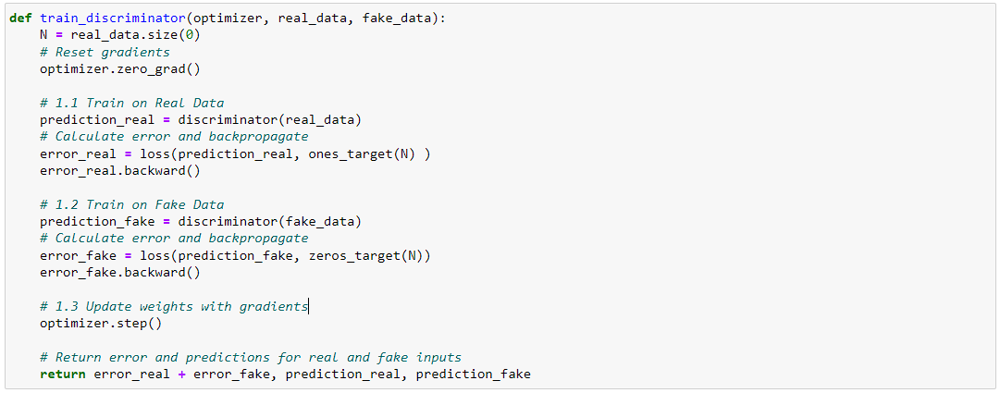 def train_discriminator(optimizer, real_data, fake_data):
    N = real_data.size(0)
    # Reset gradients
    optimizer.zero_grad()

    # 1.1 Train on Real Data
    prediction_real = discriminator(real_data)
    # Calculate error and backpropagate
    error_real = loss(prediction_real, ones_target(N) )
    error_real.backward()

    # 1.2 Train on Fake Data
    prediction_fake = discriminator(fake_data)
    # Calculate error and backpropagate
    error_fake = loss(prediction_fake, zeros_target(N))
    error_fake.backward()

    # 1.3 Update weights with gradients
    optimizer.step()

    # Return error and predictions for real and fake inputs
    return error_real + error_fake, prediction_real, prediction_fake